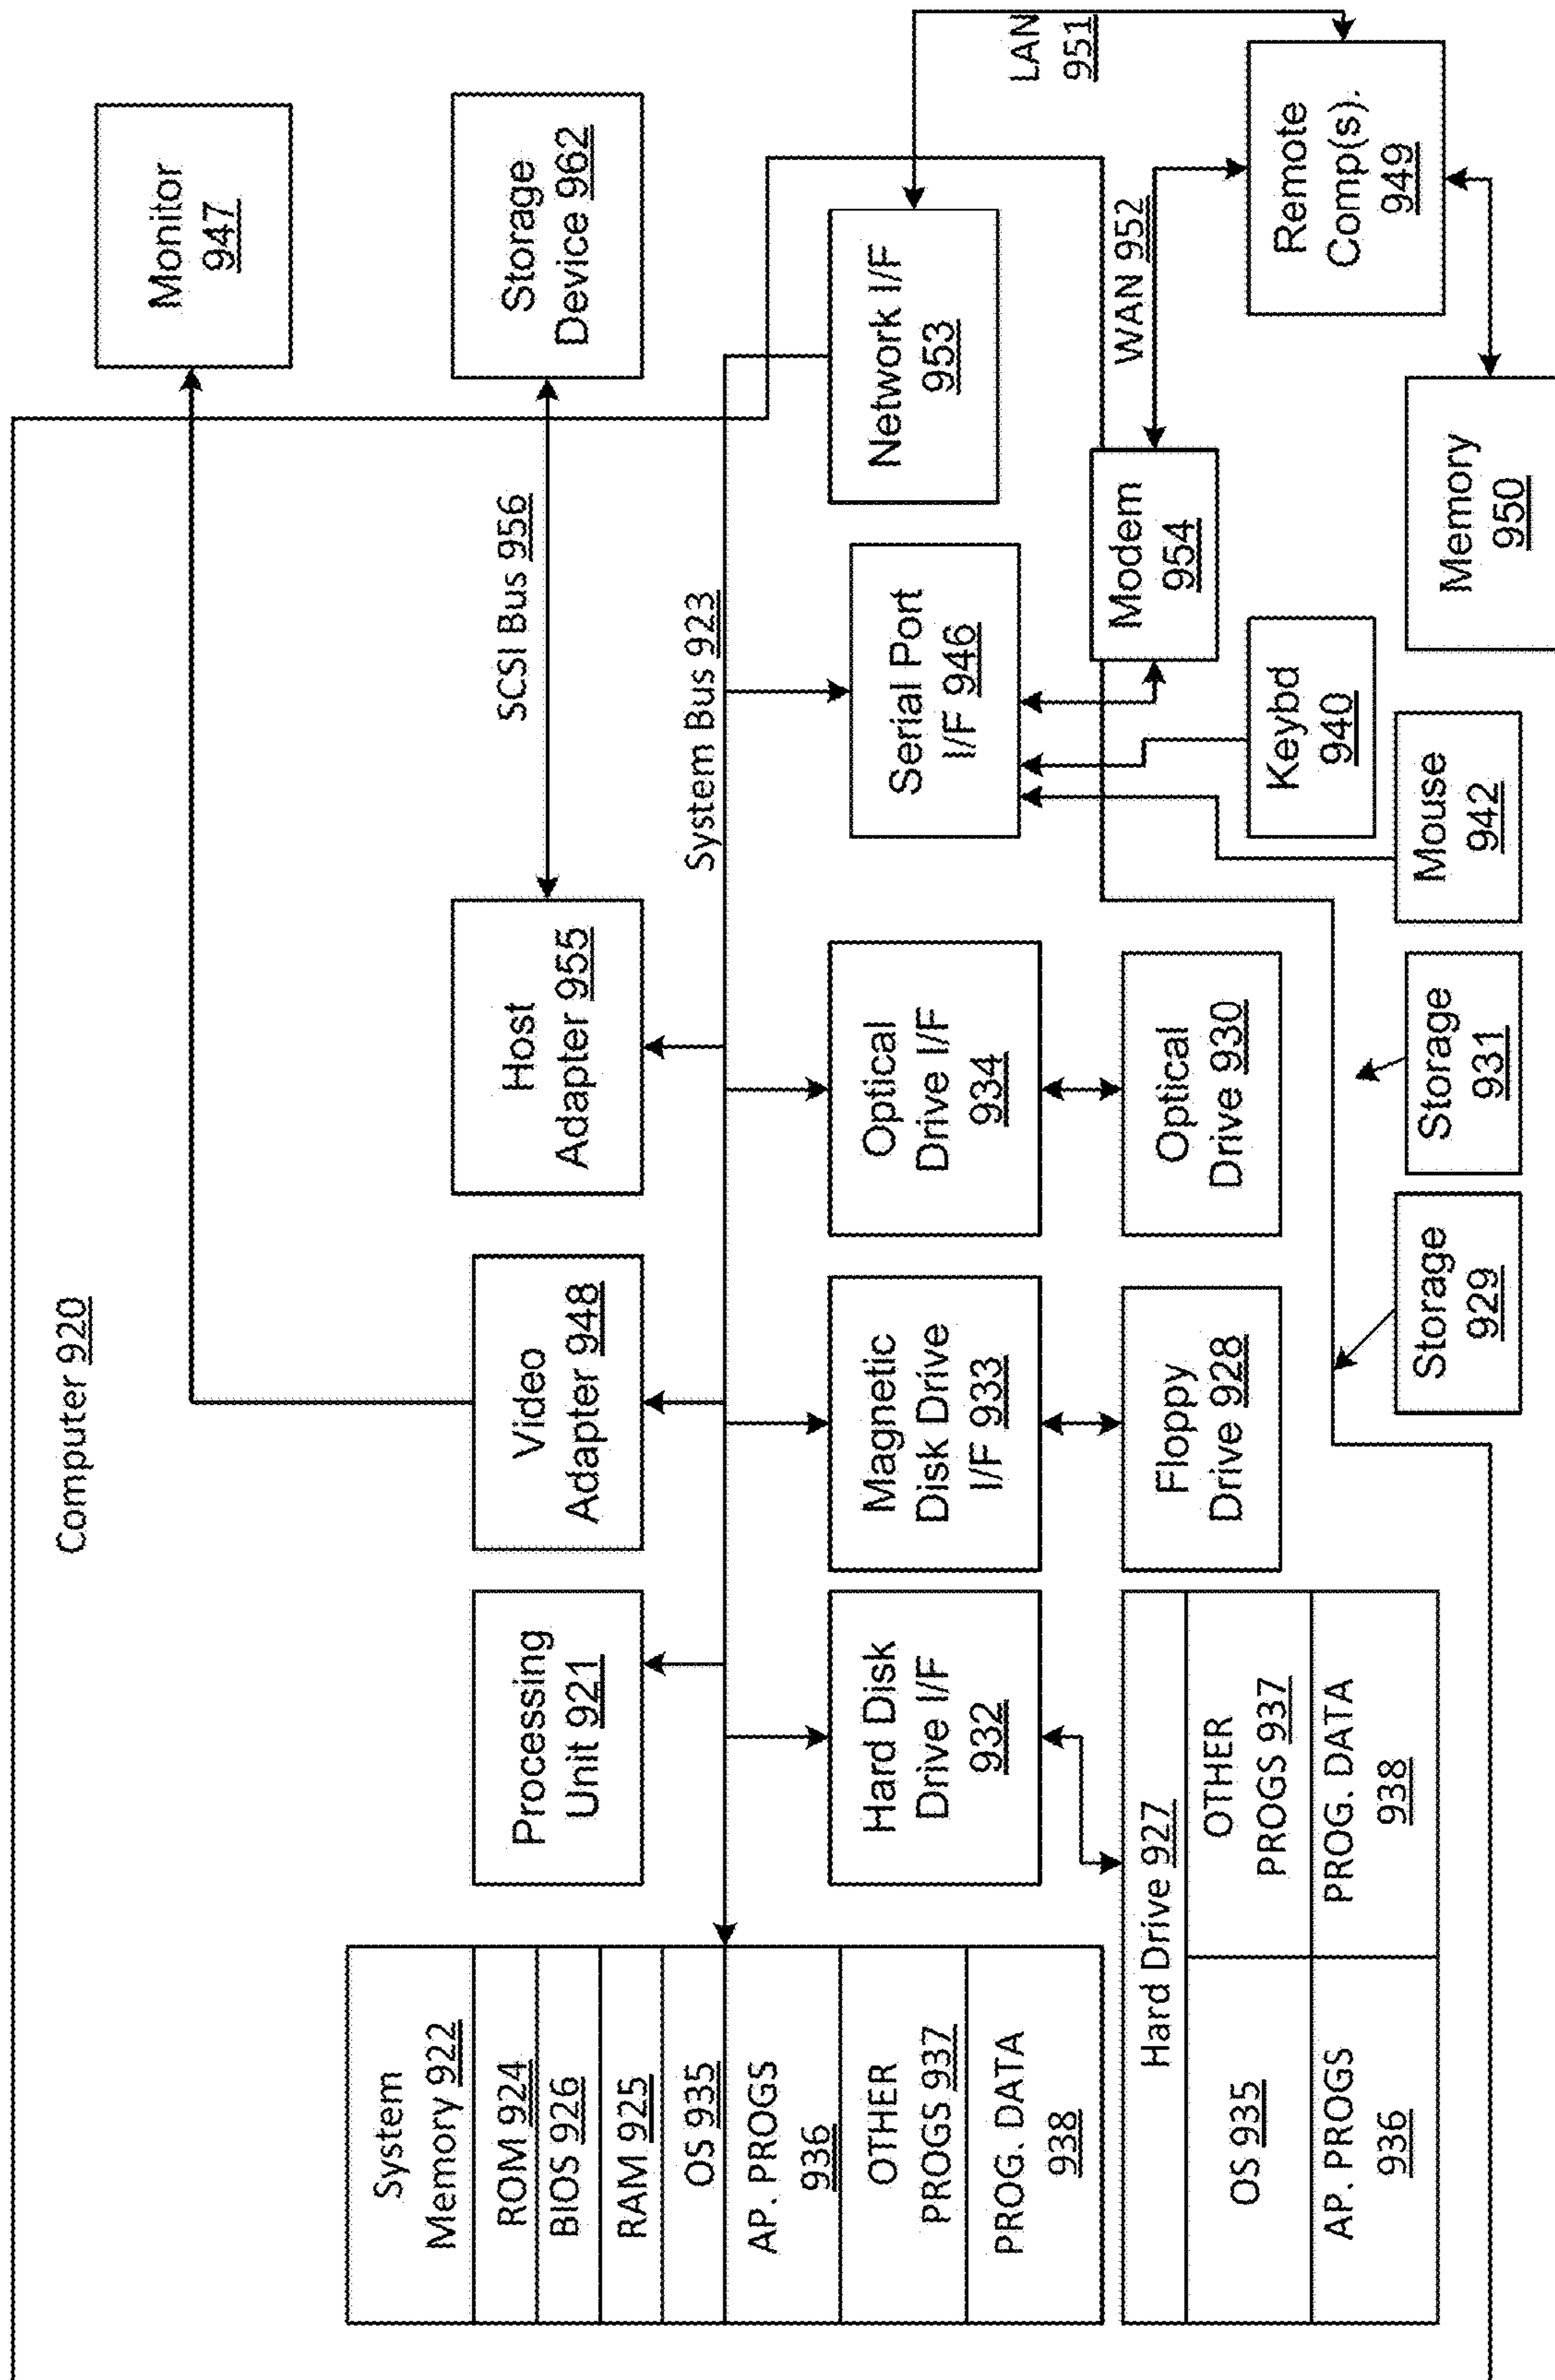 Computer 920
Monitor
947
System
Memory 922
ROM 924
BIOS 926
RAM 925
OS 935
AP. PROGS
936
OTHER
PROGS 937
PROG. DATA
938
Processing
Unit 921
Video
Adapter 948
Host
Adapter 955
SCSI Bus 956
Storage
Device 962
System Bus 923
Hard Disk
Drive I/F
932
Magnetic
Disk Drive
I/F 933
Optical
Drive I/F
934
Serial Port
I/F 946
Network I/F
953
LAN
951
Hard Drive 927
OS 935
OTHER
PROGS 937
AP. PROGS
936
PROG. DATA
938
Floppy
Drive 928
Optical
Drive 930
Modem
954
WAN 952
Keybd
940
Remote
Comp(s).
949
Storage
929
Storage
931
Mouse
942
Memory
950